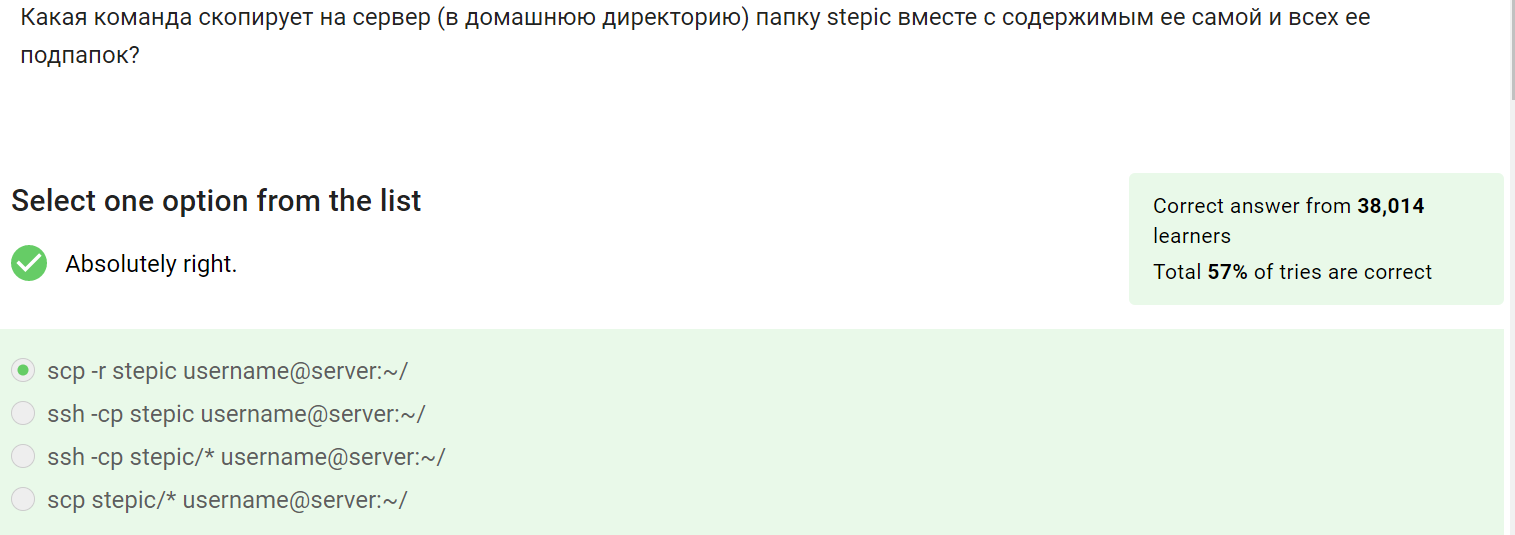 Какая команда скопирует на сервер (в домашнюю директорию) папку stepic вместе с содержимым ее самой и всех ее
подпапок?
Select one option from the list
Absolutely right.
Correct answer from 38,014
learners
Total 57% of tries are correct
scp -r stepic username@server:~/
ssh -cp stepic username@server:~/
ssh -cp stepic/* username@server:~/
scp stepic/* username@server:~/